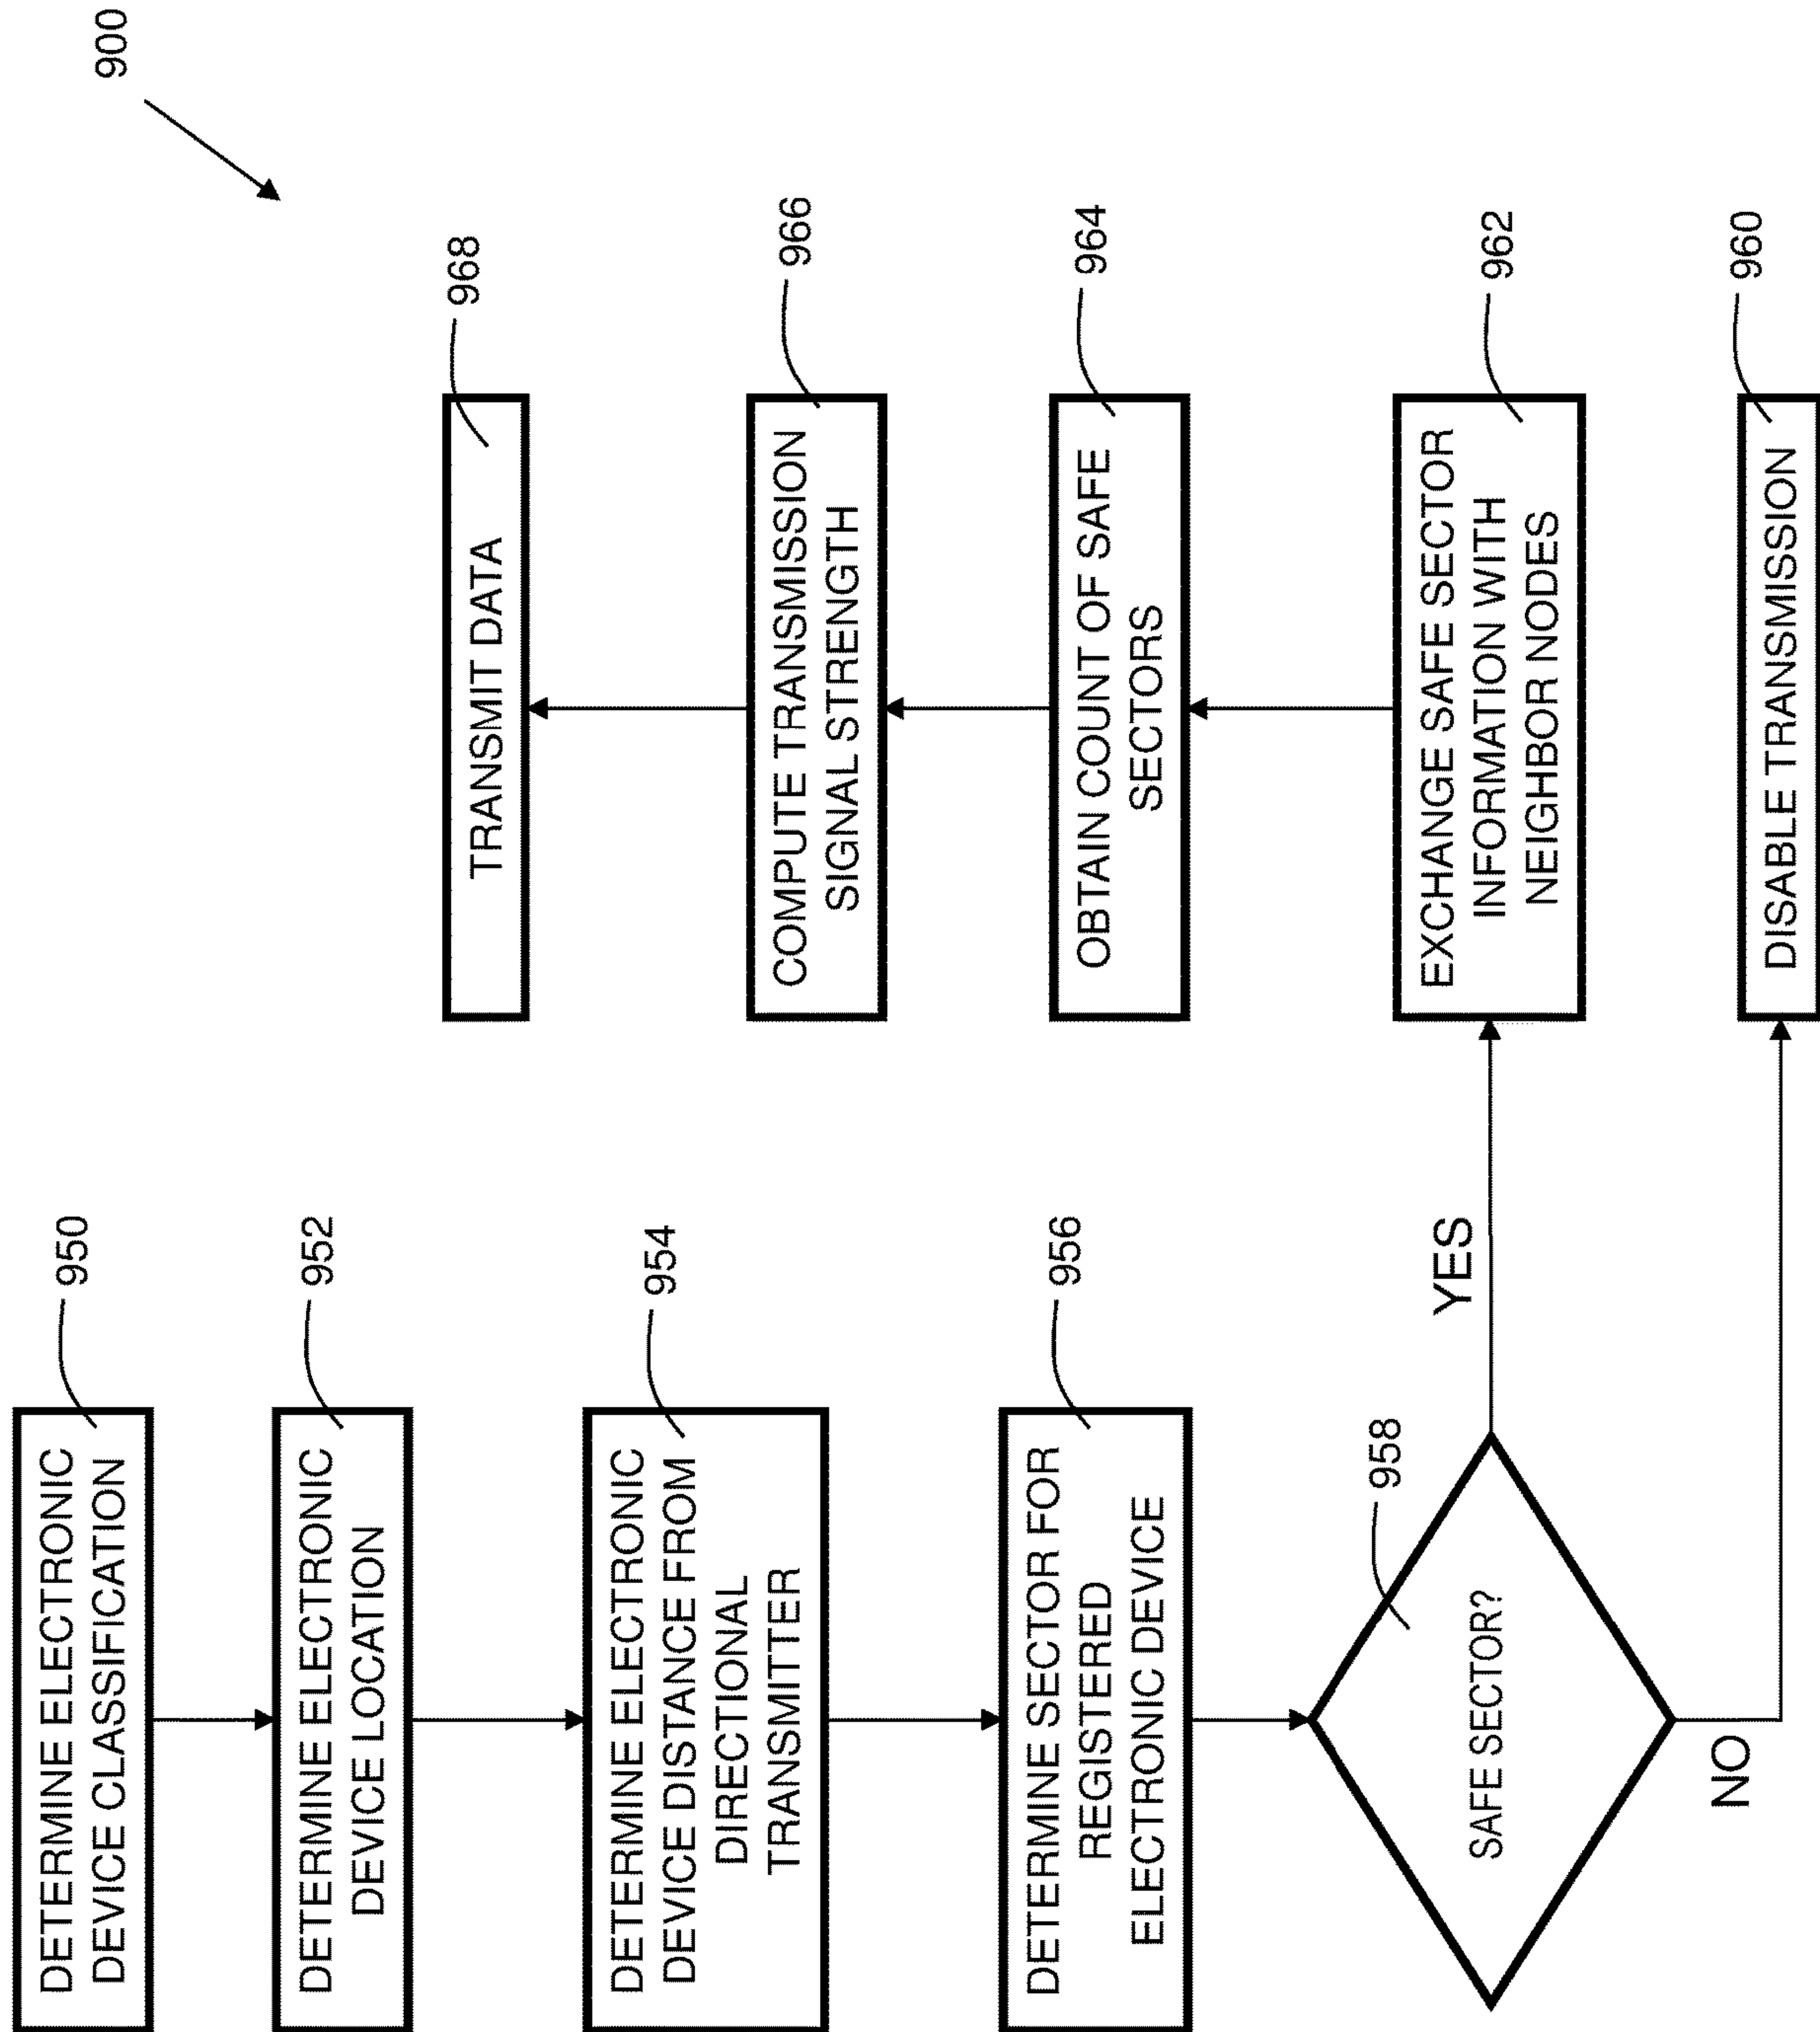 900
DETERMINE ELECTRONIC
DEVICE CLASSIFICATION
950
DETERMINE ELECTRONIC
DEVICE LOCATION
952
DETERMINE ELECTRONIC
DEVICE DISTANCE FROM
DIRECTIONAL
TRANSMITTER
954
DETERMINE SECTOR FOR
REGISTERED
ELECTRONIC DEVICE
956
SAFE SECTOR?
958
YES
NO
DISABLE TRANSMISSION
960
EXCHANGE SAFE SECTOR
INFORMATION WITH
NEIGHBOR NODES
962
OBTAIN COUNT OF SAFE
SECTORS
964
COMPUTE TRANSMISSION
SIGNAL STRENGTH
966
TRANSMIT DATA
968